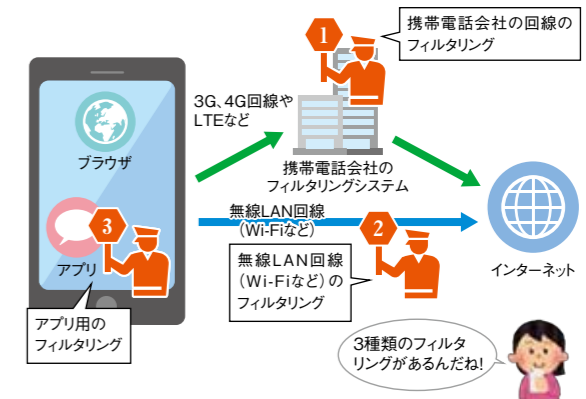 1
携帯電話会社の回線の
フィルタリング
3G、4G回線や
LTEなど
ブラウザ
携帯電話会社の
フィルタリングシステム
3
無線LAN回線
（Wi-Fiなど）
2
アプリ
無線LAN回線
（Wi-Fiなど）の
フィルタリング
インターネット
アプリ用の
フィルタリング
3種類のフィルタ
リングがあるんだね!